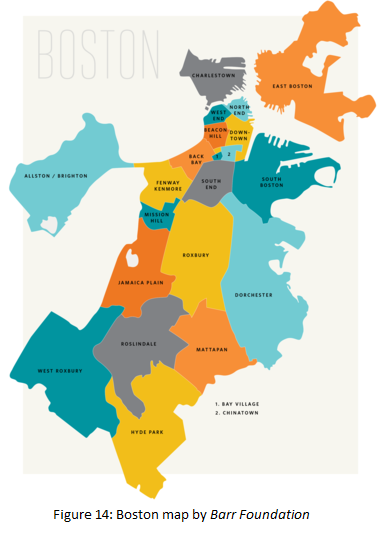 BOSTON
CHARLESTOWN
EAST BOSTON
NORTH
END
WEST
END
BEACON
HILL
DOWN-
TOWN
1
2
BACK
BAY
ALLSTON / BRIGHTON
FENWAY
KENMORE
SOUTH
END
SOUTH
BOSTON
MISSION
HILL
ROXBURY
JAMAICA PLAIN
DORCHESTER
ROSLINDALE
MATTAPAN
WEST ROXBURY
1. BAY VILLAGE
2. CHINATOWN
HYDE PARK
Figure 14: Boston map by Barr Foundation